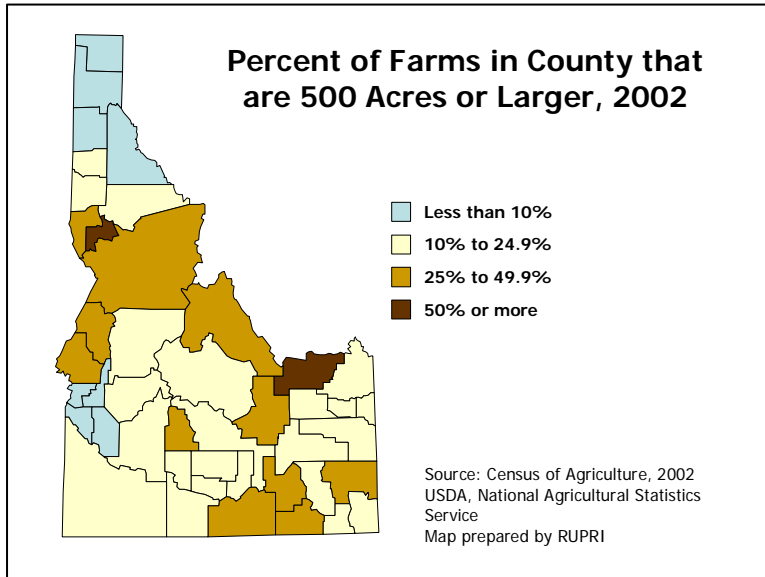 Percent of Farms in County that
are 500 Acres or Larger, 2002
Less than 10%
10% to 24.9%
25% to 49.9%
50% or more
Source: Census of Agriculture, 2002
USDA, National Agricultural Statistics
Service
Map prepared by RUPRI